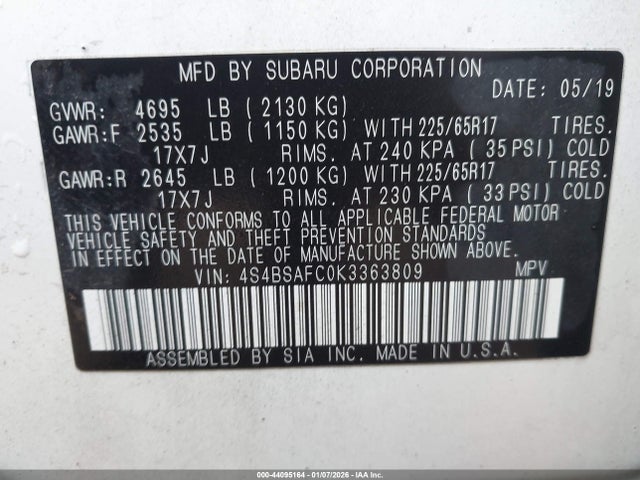 MFD BY SUBARU CORPORATION
DATE: 05/19
GVWR: 4695 LB ( 2130 KG)
GAWR:F 2535 LB ( 1150 KG) WITH 225/65R17 TIRES.
17X7J RIMS. AT 240 KPA ( 35 PSI) COLD
GAWR:R 2645 LB ( 1200 KG) WITH 225/65R17 TIRES.
17X7J RIMS. AT 230 KPA ( 33 PSI) COLD
THIS VEHICLE CONFORMS TO ALL APPLICABLE FEDERAL MOTOR
VEHICLE SAFETY AND THEFT PREVENTION STANDARDS
IN EFFECT ON THE DATE OF MANUFACTURE SHOWN ABOVE.
VIN: 4S4BSAFC0K3363809 MPV
ASSEMBLED BY SIA INC. MADE IN U.S.A.
000-44095164 - 01/07/2026 - IAAI.COM